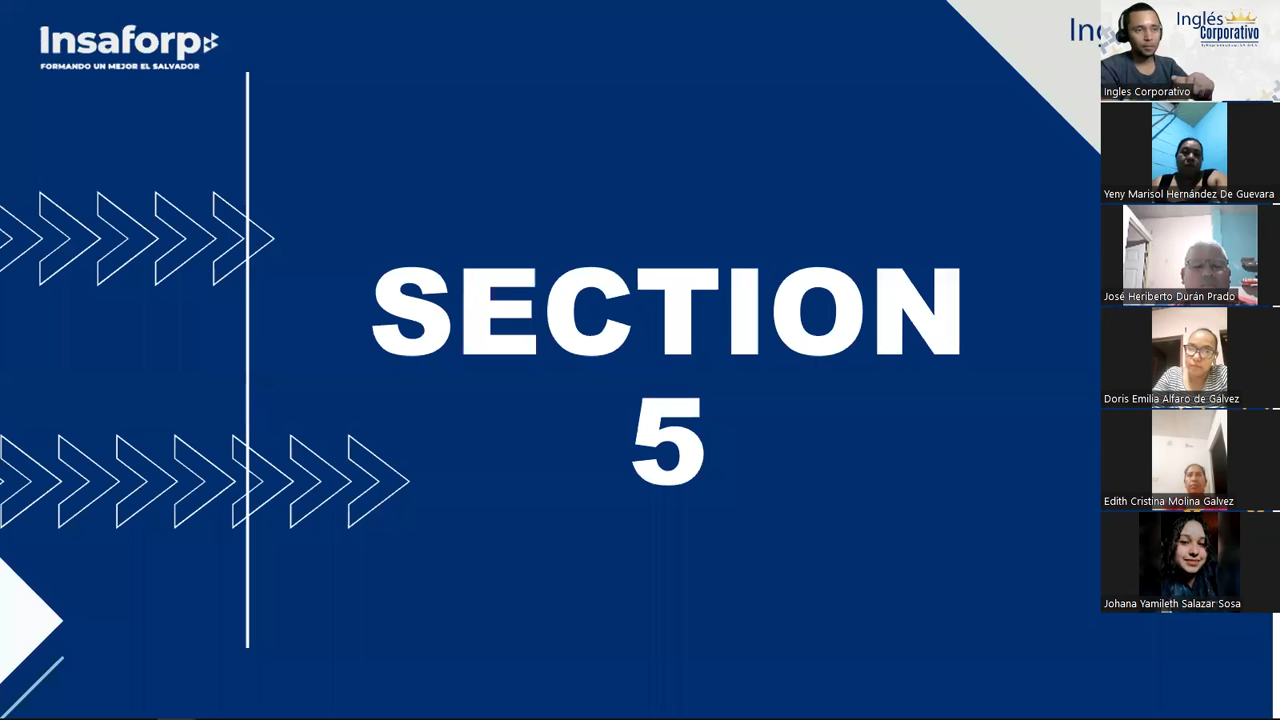 Insaforp
FORMANDO UN MEJOR EL SALVADOR
SECTION
5
Ing
Inglés
Corporativo
Ingles Corporativo
Yeny Marisol Hernández De Guevara
José Heriberto Durán Prado
Doris Emilia Alfaro de Gálvez
Edith Cristina Molina Galvez
Johana Yamileth Salazar Sosa